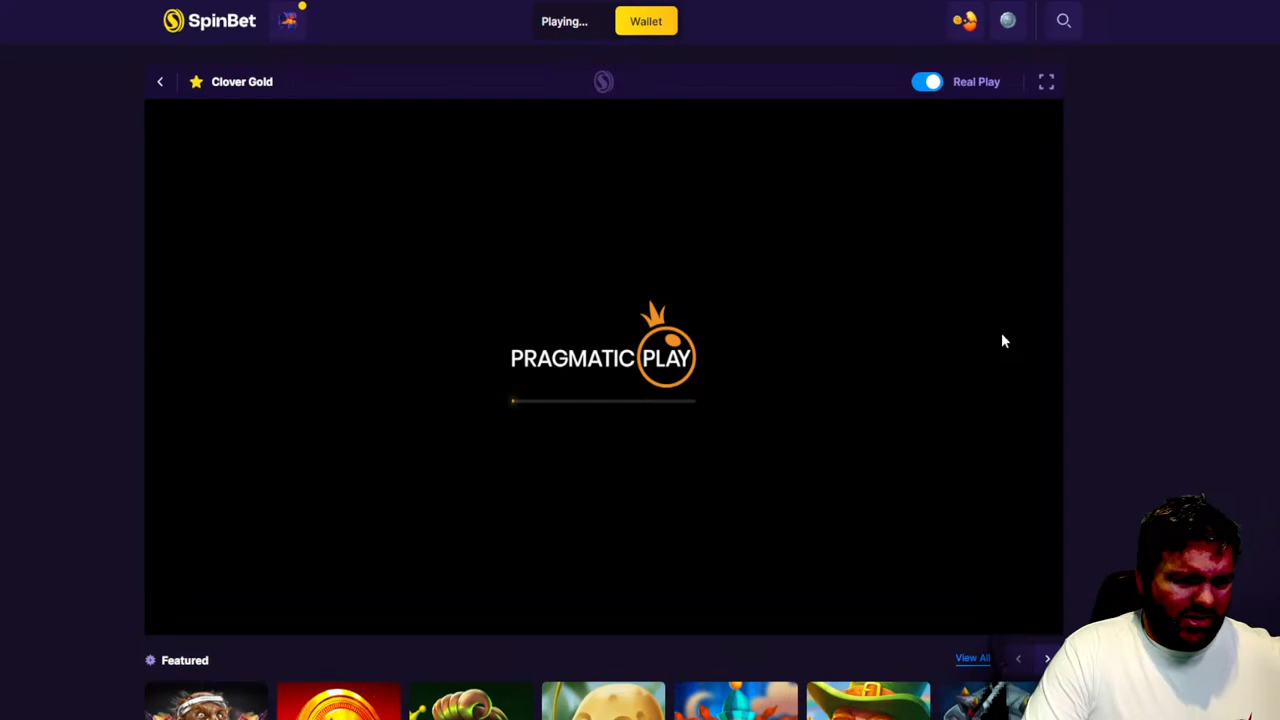 SpinBet
Playing...
Wallet
Clover Gold
Real Play
PRAGMATIC PLAY
Featured
View All